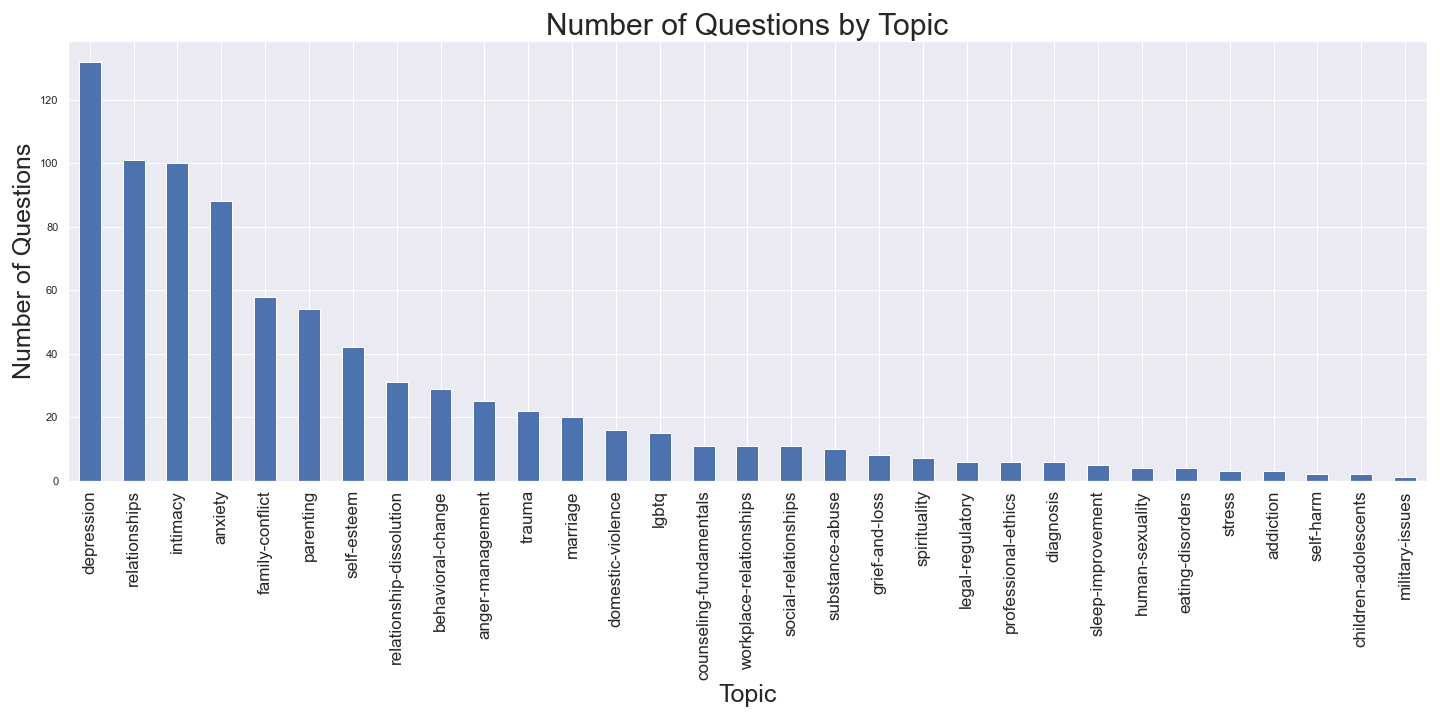 Number of Questions by Topic
Number of Questions
120
100
80
60
40
20
0
depression
relationships
intimacy
anxiety
family-conflict
parenting
self-esteem
relationship-dissolution
behavioral-change
anger-management
trauma
marriage
domestic-violence
lgbtq
counseling-fundamentals
workplace-relationships
social-relationships
substance-abuse
grief-and-loss
spirituality
legal-regulatory
professional-ethics
diagnosis
sleep-improvement
human-sexuality
eating-disorders
stress
addiction
self-harm
children-adolescents
military-issues
Topic